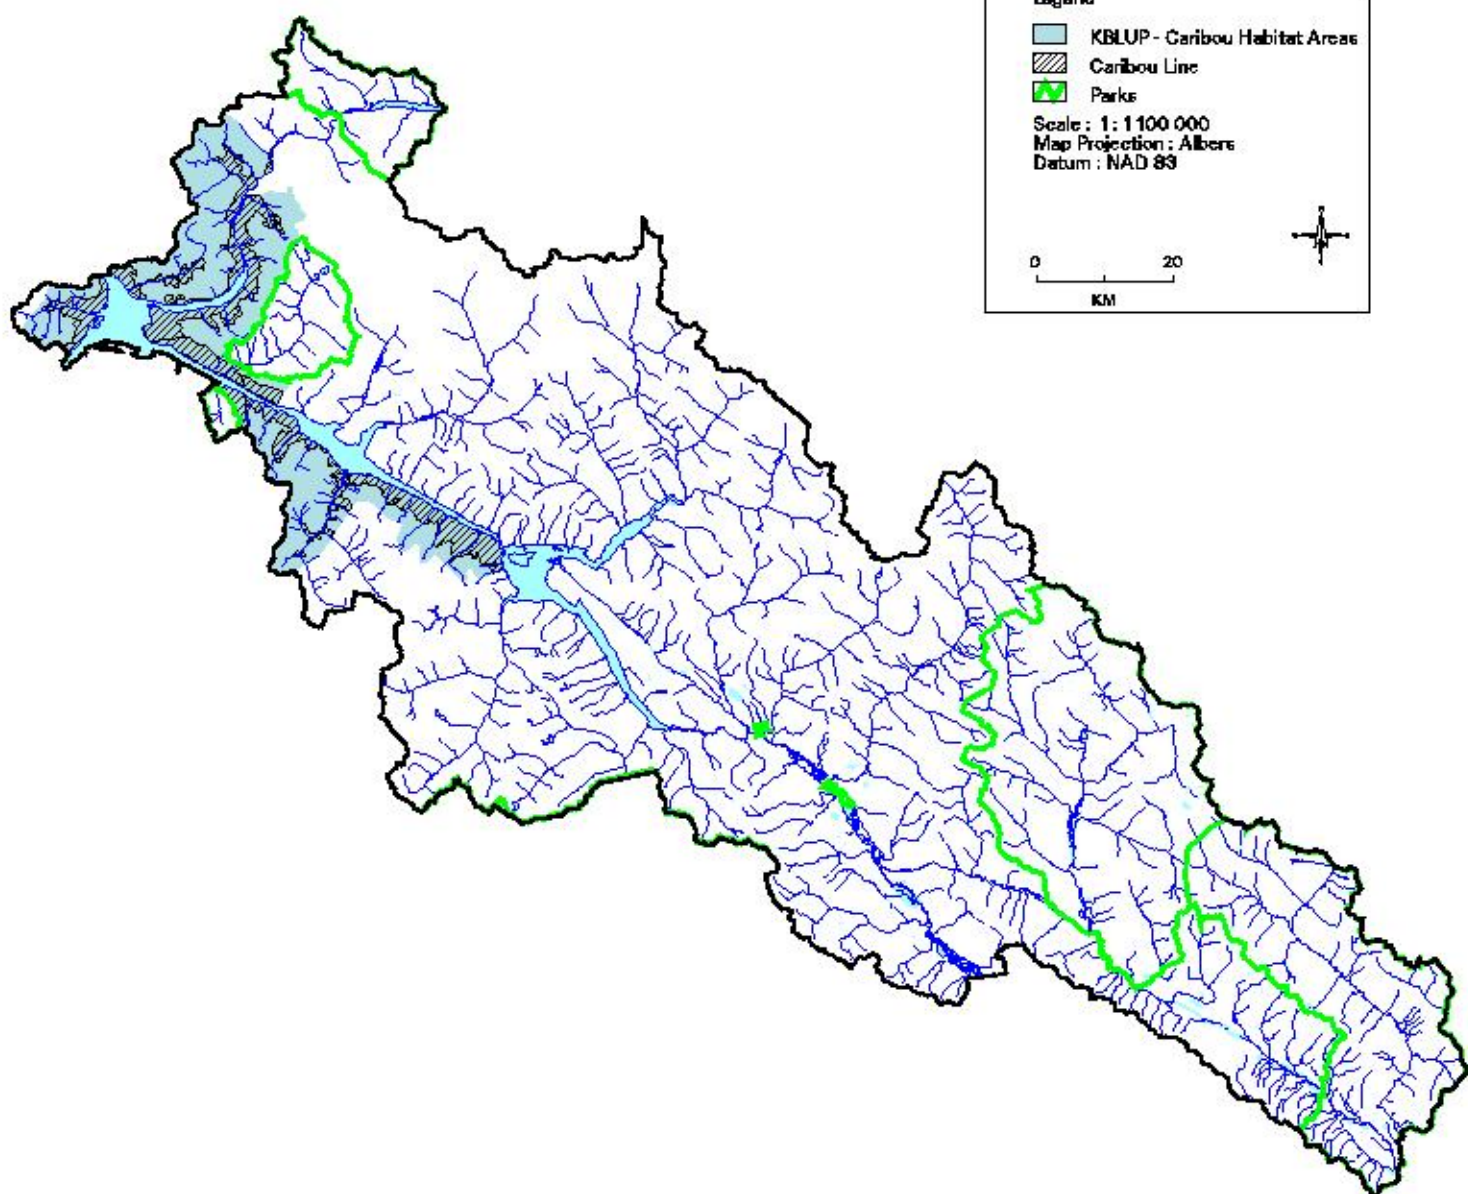 Legend
KBLUP - Caribou Habitat Areas
Caribou Line
Parks
Scale : 1 : 1 100 000
Map Projection : Albers
Datum : NAD 83
0 20
KM